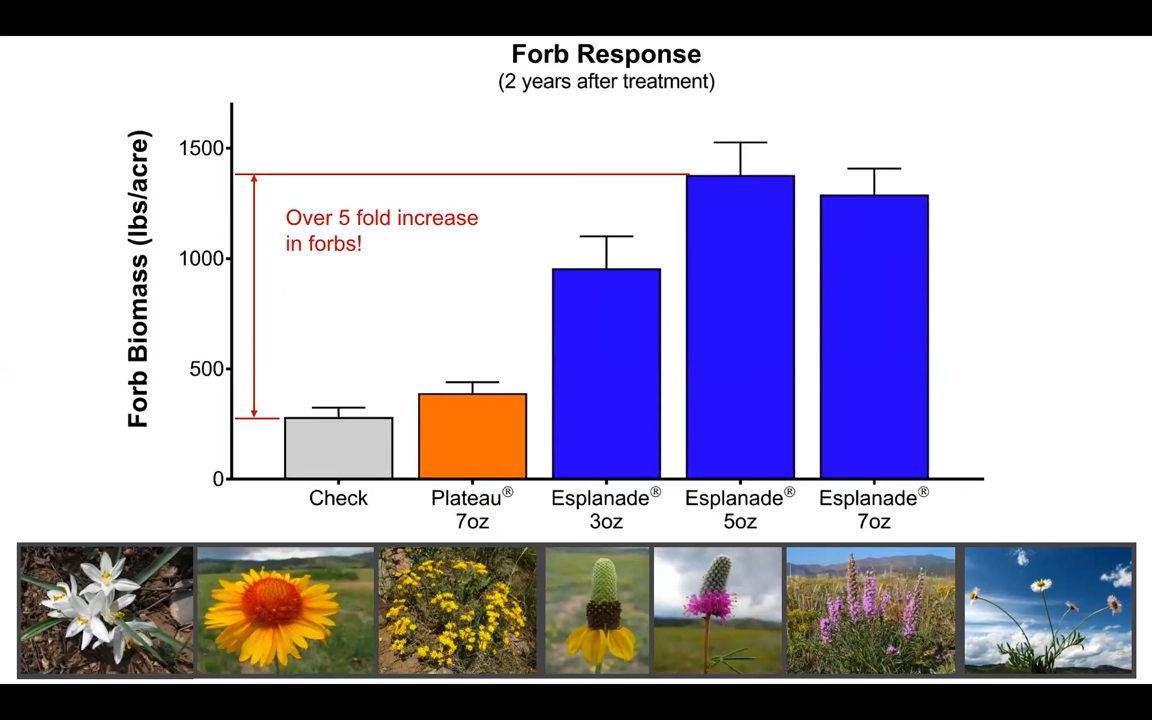 Forb Response
(2 years after treatment)
Forb Biomass (lbs/acre)
1500
1000
500
0
Over 5 fold increase
in forbs!
Check
Plateau®
7oz
Esplanade®
3oz
Esplanade®
5oz
Esplanade®
7oz